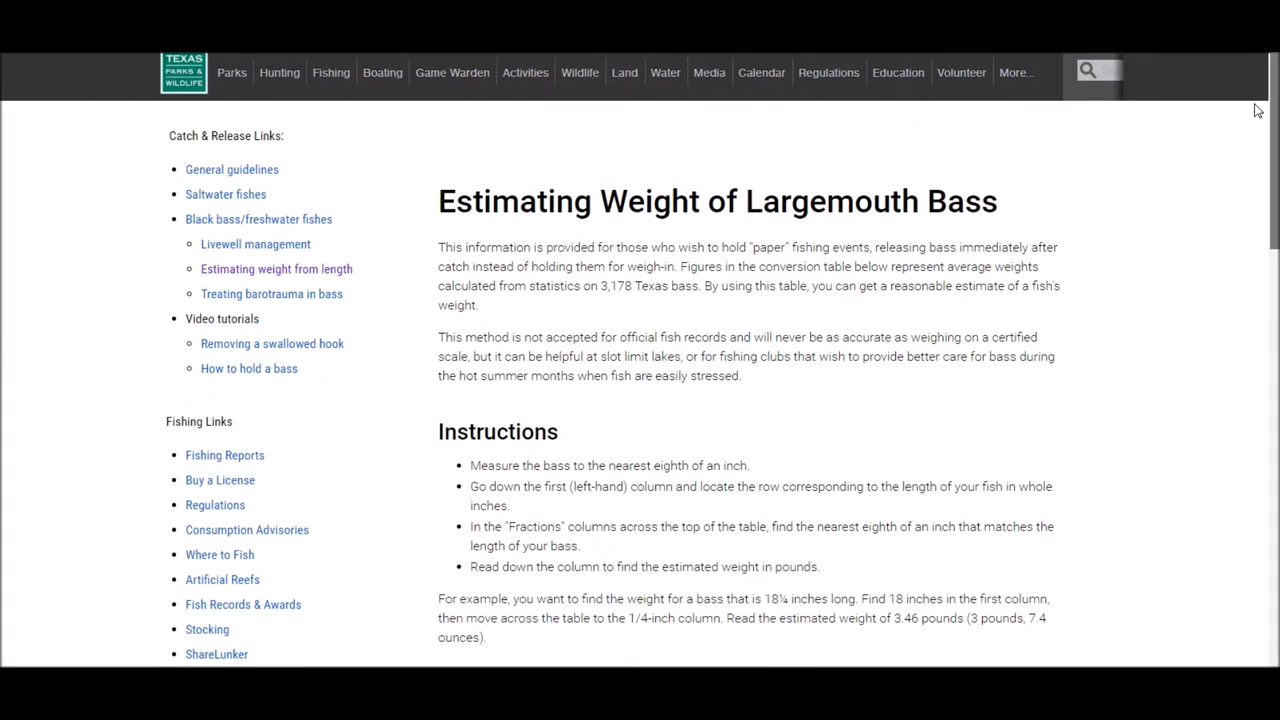 TEXAS
PARKS &
WILDLIFE
Parks
Hunting
Fishing
Boating
Game Warden
Activities
Wildlife
Land
Water
Media
Calendar
Regulations
Education
Volunteer
More...
Catch & Release Links:
General guidelines
Saltwater fishes
Black bass/freshwater fishes
Livewell management
Estimating weight from length
Treating barotrauma in bass
Video tutorials
Removing a swallowed hook
How to hold a bass
Fishing Links
Fishing Reports
Buy a License
Regulations
Consumption Advisories
Where to Fish
Artificial Reefs
Fish Records & Awards
Stocking
ShareLunker
Estimating Weight of Largemouth Bass
This information is provided for those who wish to hold "paper" fishing events, releasing bass immediately after
catch instead of holding them for weigh-in. Figures in the conversion table below represent average weights
calculated from statistics on 3,178 Texas bass. By using this table, you can get a reasonable estimate of a fish's
weight.
This method is not accepted for official fish records and will never be as accurate as weighing on a certified
scale, but it can be helpful at slot limit lakes, or for fishing clubs that wish to provide better care for bass during
the hot summer months when fish are easily stressed.
Instructions
Measure the bass to the nearest eighth of an inch.
Go down the first (left-hand) column and locate the row corresponding to the length of your fish in whole
inches.
In the "Fractions" columns across the top of the table, find the nearest eighth of an inch that matches the
length of your bass.
Read down the column to find the estimated weight in pounds.
For example, you want to find the weight for a bass that is 18¼ inches long. Find 18 inches in the first column,
then move across the table to the 1/4-inch column. Read the estimated weight of 3.46 pounds (3 pounds, 7.4
ounces).